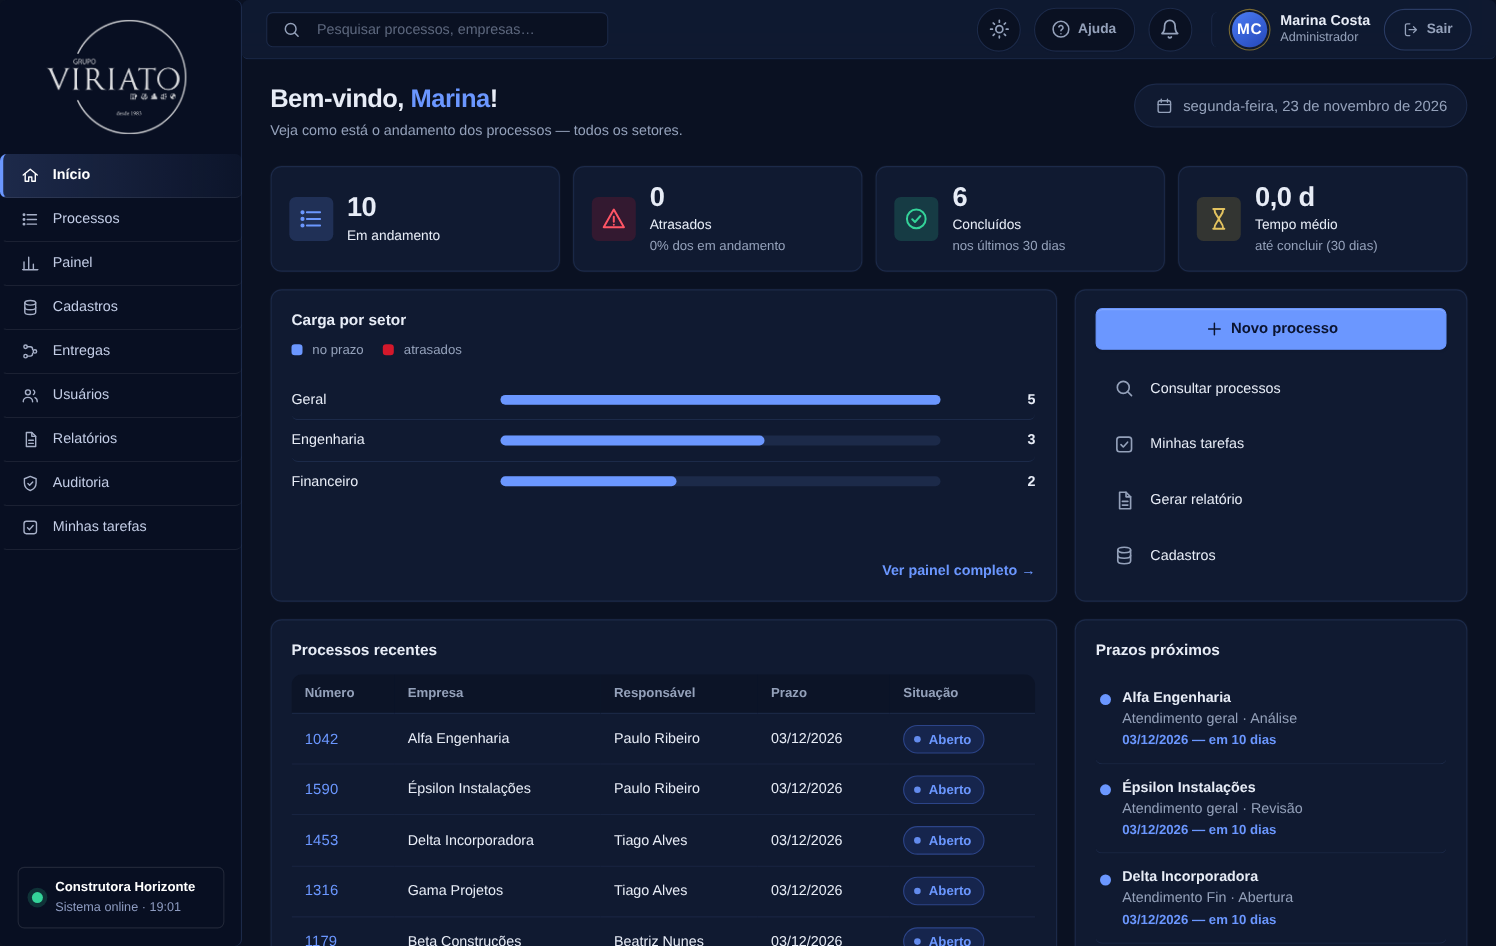 GRUPO
VIRIATO
desde 1983
Início
Processos
Painel
Cadastros
Entregas
Usuários
Relatórios
Auditoria
Minhas tarefas
Construtora Horizonte
Sistema online · 19:01
Pesquisar processos, empresas…
Ajuda
MC
Marina Costa
Administrador
Sair
Bem-vindo, Marina!
Veja como está o andamento dos processos — todos os setores.
segunda-feira, 23 de novembro de 2026
10
Em andamento
0
Atrasados
0% dos em andamento
6
Concluídos
nos últimos 30 dias
0,0 d
Tempo médio
até concluir (30 dias)
Carga por setor
no prazo atrasados
Geral 5
Engenharia 3
Financeiro 2
Ver painel completo →
Novo processo
Consultar processos
Minhas tarefas
Gerar relatório
Cadastros
Processos recentes
Número Empresa Responsável Prazo Situação
1042 Alfa Engenharia Paulo Ribeiro 03/12/2026 Aberto
1590 Épsilon Instalações Paulo Ribeiro 03/12/2026 Aberto
1453 Delta Incorporadora Tiago Alves 03/12/2026 Aberto
1316 Gama Projetos Tiago Alves 03/12/2026 Aberto
1179 Beta Construções Beatriz Nunes 03/12/2026 Aberto
Prazos próximos
Alfa Engenharia
Atendimento geral · Análise
03/12/2026 — em 10 dias
Épsilon Instalações
Atendimento geral · Revisão
03/12/2026 — em 10 dias
Delta Incorporadora
Atendimento Fin · Abertura
03/12/2026 — em 10 dias